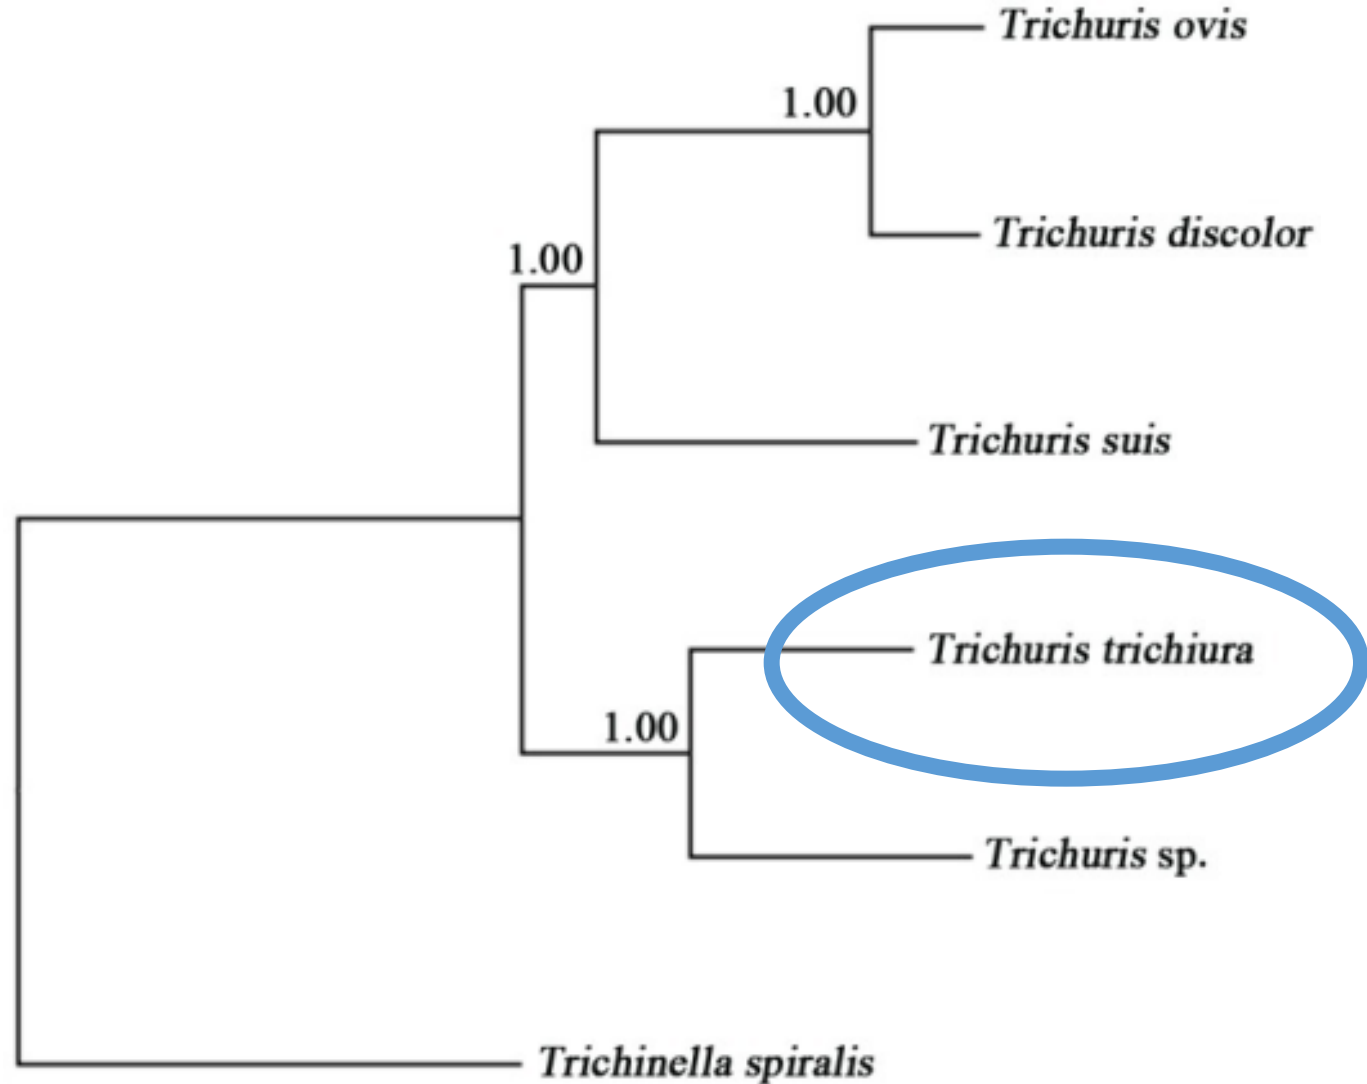 Trichuris ovis
1.00
Trichuris discolor
1.00
Trichuris suis
Trichuris trichiura
1.00
Trichuris sp.
Trichinella spiralis